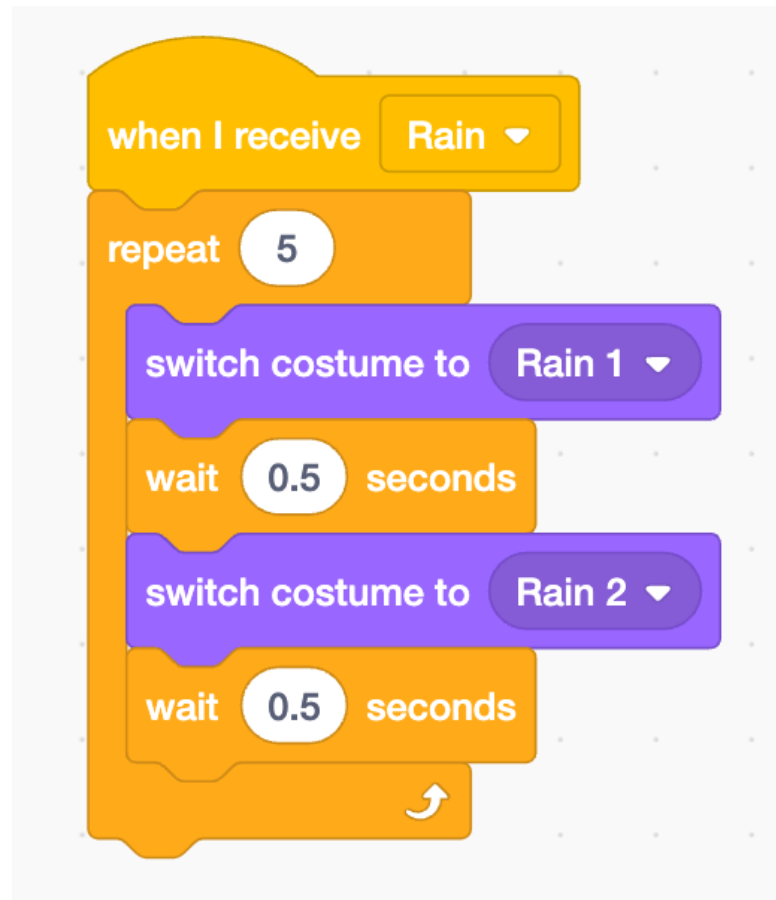 when I receive Rain
repeat 5
switch costume to Rain 1
wait 0.5 seconds
switch costume to Rain 2
wait 0.5 seconds